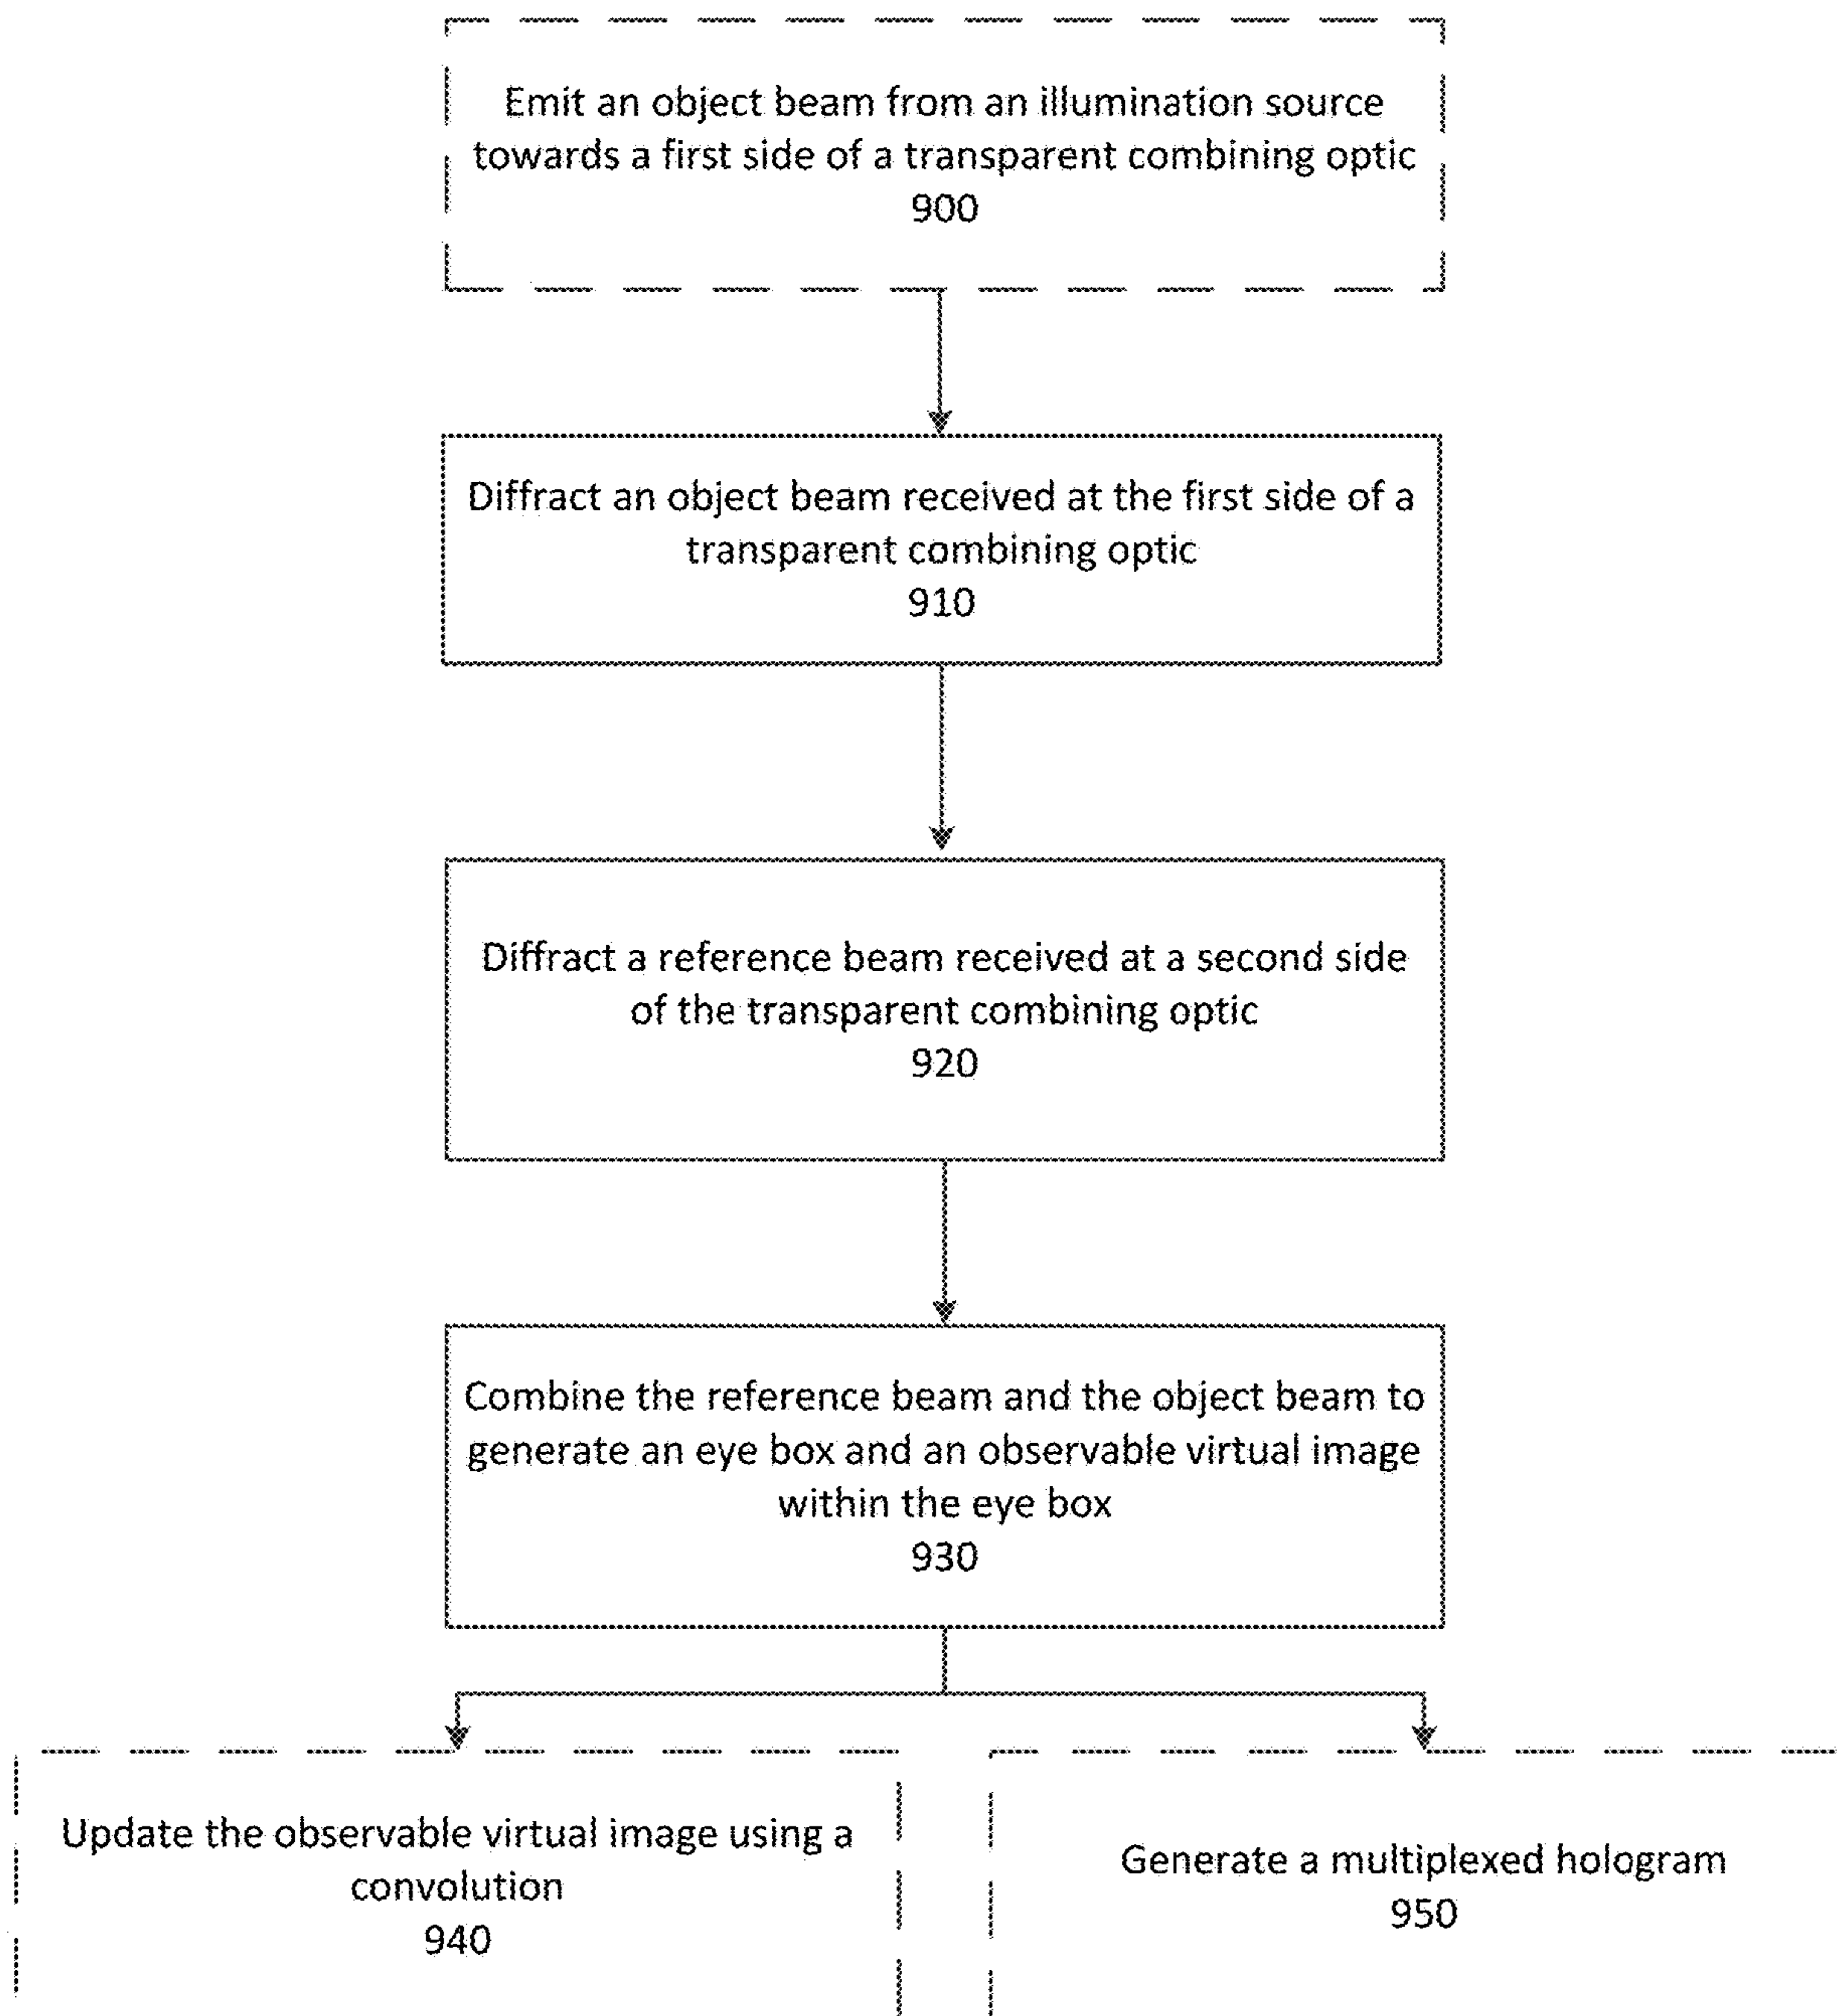 Emit an object beam from an illumination source
towards a first side of a transparent combining optic
900
Diffract an object beam received at the first side of a
transparent combining optic
910
Diffract a reference beam received at a second side
of the transparent combining optic
920
Combine the reference beam and the object beam to
generate an eye box and an observable virtual image
within the eye box
930
Update the observable virtual image using a
convolution
940
Generate a multiplexed hologram
950